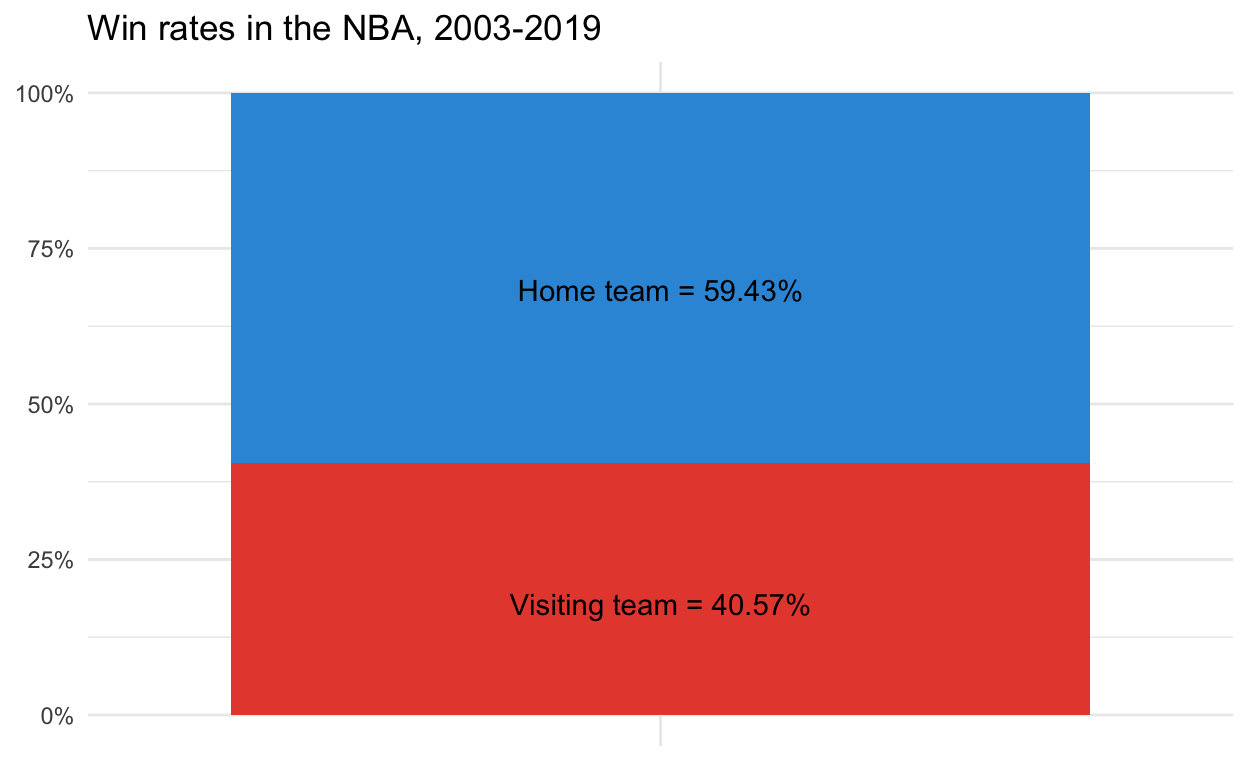 Win rates in the NBA, 2003-2019
100%
75%
Home team = 59.43%
50%
25%
Visiting team = 40.57%
0%